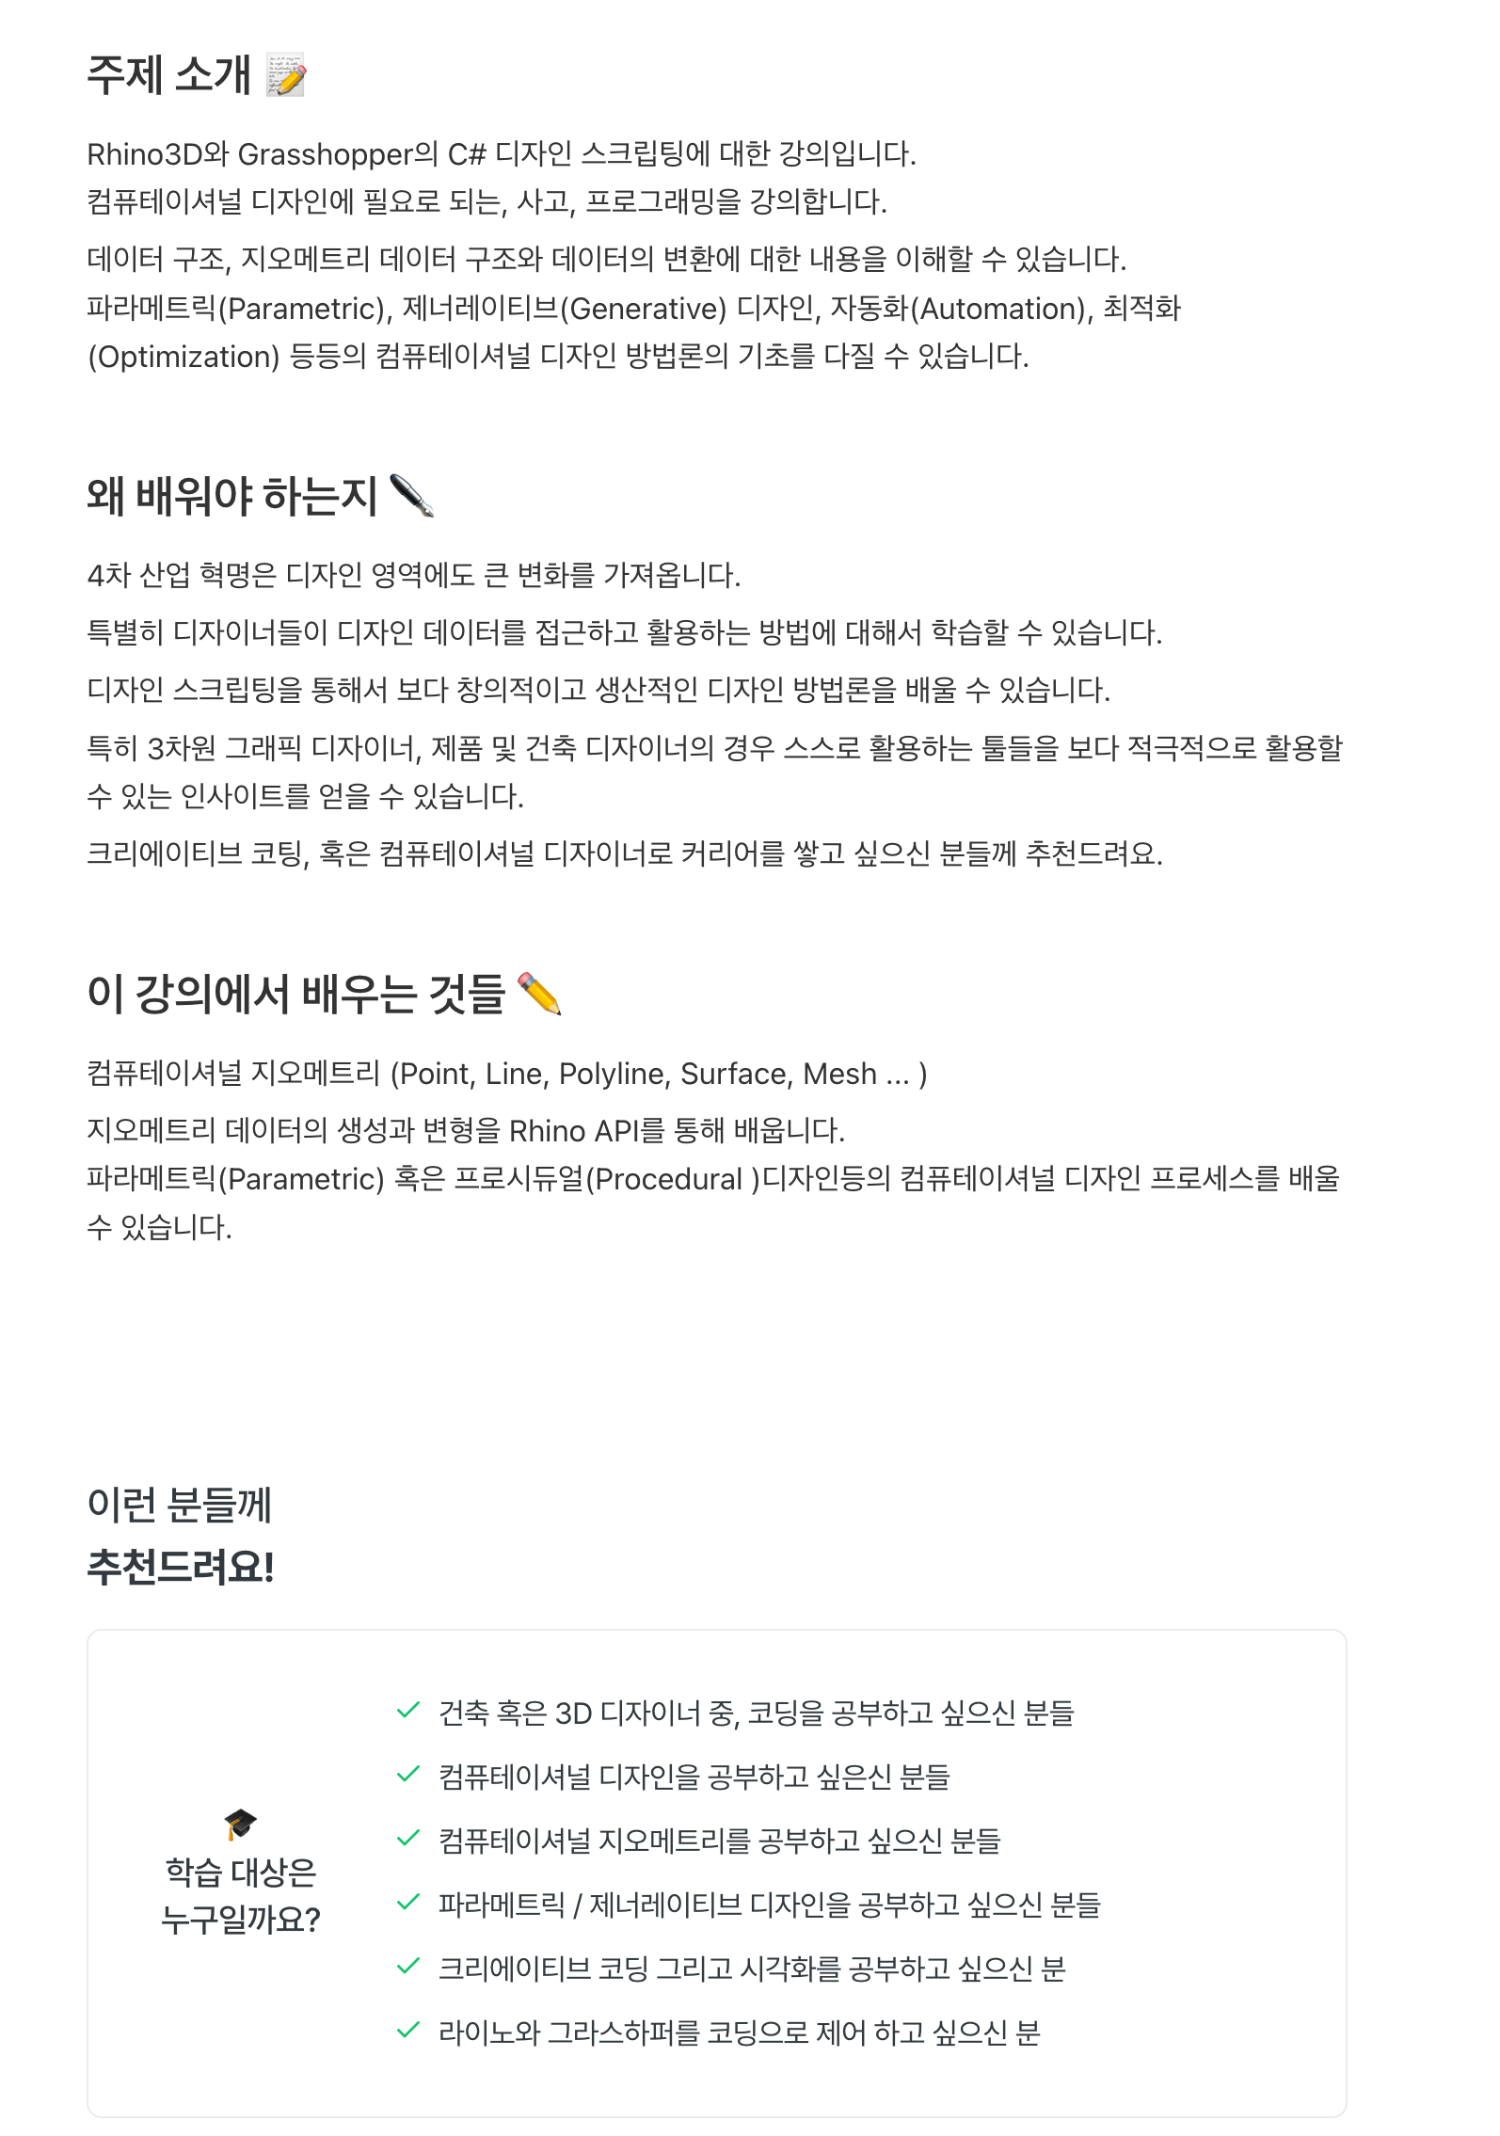 주제 소개 📝
Rhino3D와 Grasshopper의 C# 디자인 스크립팅에 대한 강의입니다.
컴퓨테이셔널 디자인에 필요로 되는, 사고, 프로그래밍을 강의합니다.
데이터 구조, 지오메트리 데이터 구조와 데이터의 변환에 대한 내용을 이해할 수 있습니다.
파라메트릭(Parametric), 제너레이티브(Generative) 디자인, 자동화(Automation), 최적화
(Optimization) 등등의 컴퓨테이셔널 디자인 방법론의 기초를 다질 수 있습니다.
왜 배워야 하는지 ✒️
4차 산업 혁명은 디자인 영역에도 큰 변화를 가져옵니다.
특별히 디자이너들이 디자인 데이터를 접근하고 활용하는 방법에 대해서 학습할 수 있습니다.
디자인 스크립팅을 통해서 보다 창의적이고 생산적인 디자인 방법론을 배울 수 있습니다.
특히 3차원 그래픽 디자이너, 제품 및 건축 디자이너의 경우 스스로 활용하는 툴들을 보다 적극적으로 활용할
수 있는 인사이트를 얻을 수 있습니다.
크리에이티브 코팅, 혹은 컴퓨테이셔널 디자이너로 커리어를 쌓고 싶으신 분들께 추천드려요.
이 강의에서 배우는 것들 ✏️
컴퓨테이셔널 지오메트리 (Point, Line, Polyline, Surface, Mesh ... )
지오메트리 데이터의 생성과 변형을 Rhino API를 통해 배웁니다.
파라메트릭(Parametric) 혹은 프로시듀얼(Procedural )디자인등의 컴퓨테이셔널 디자인 프로세스를 배울
수 있습니다.
이런 분들께
추천드려요!
🎓
학습 대상은
누구일까요?
건축 혹은 3D 디자이너 중, 코딩을 공부하고 싶으신 분들
컴퓨테이셔널 디자인을 공부하고 싶은신 분들
컴퓨테이셔널 지오메트리를 공부하고 싶으신 분들
파라메트릭 / 제너레이티브 디자인을 공부하고 싶으신 분들
크리에이티브 코딩 그리고 시각화를 공부하고 싶으신 분
라이노와 그라스하퍼를 코딩으로 제어 하고 싶으신 분